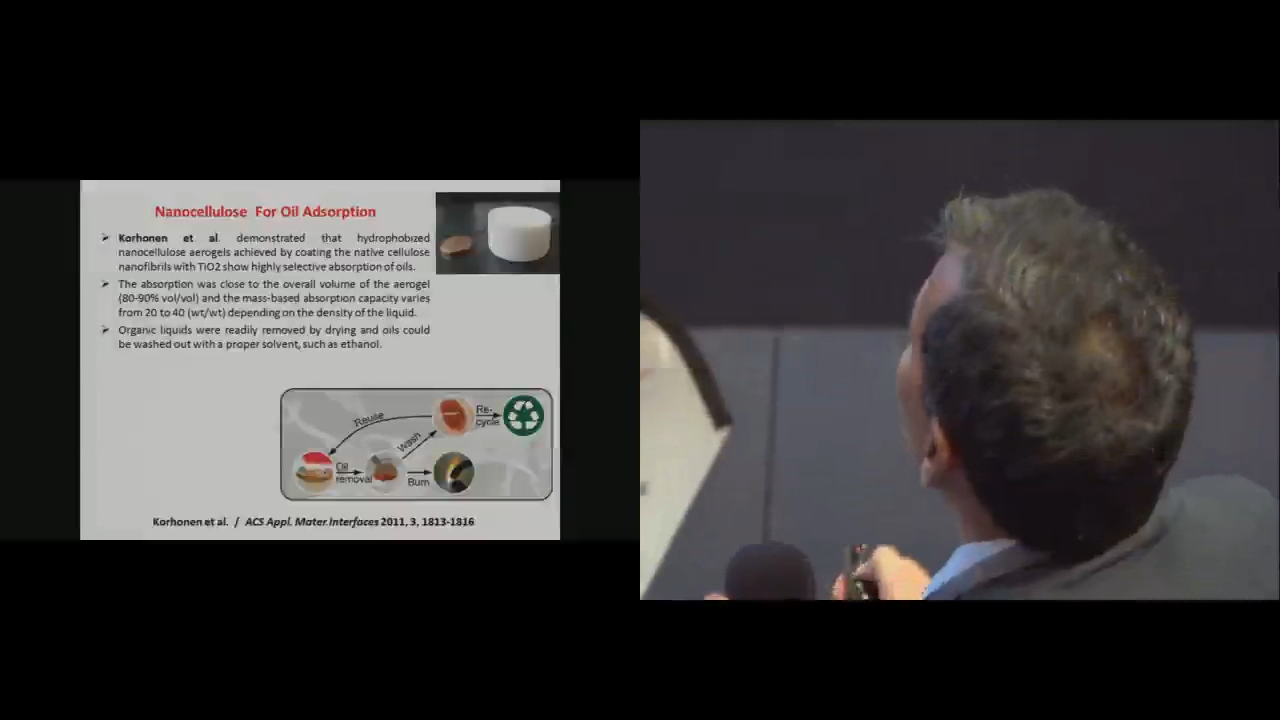 Nanocellulose For Oil Adsorption
Korhonen et al. demonstrated that hydrophobized
nanocellulose aerogels achieved by coating the native cellulose
nanofibrils with TiO2 show highly selective absorption of oils.
The absorption was close to the overall volume of the aerogel
(80-90% vol/vol) and the mass-based absorption capacity varies
from 20 to 40 (wt/wt) depending on the density of the liquid.
Organic liquids were readily removed by drying and oils could
be washed out with a proper solvent, such as ethanol.
Reuse
Re-
cycle
Wash
Oil
removal
Burn
Korhonen et al. / ACS Appl. Mater. Interfaces 2011, 3, 1813-1816